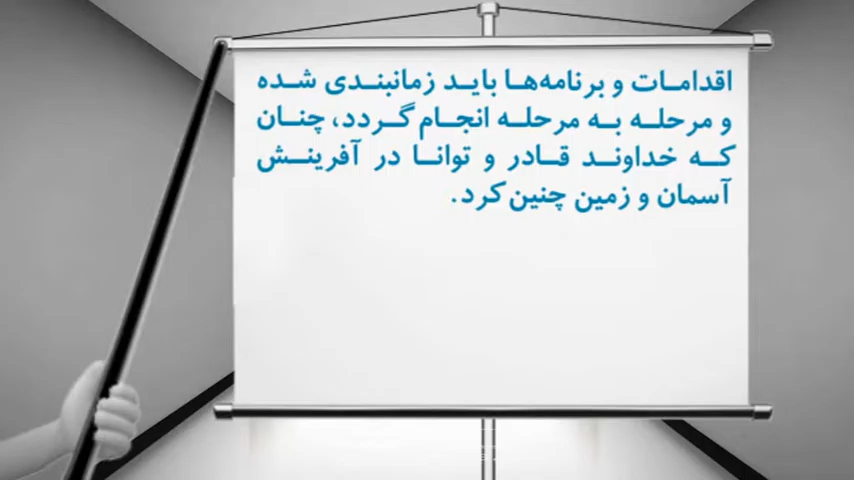 اقدامات و برنامه‌ها باید زمانبندی شده
و مرحله به مرحله انجام گردد، چنان
که خداوند قادر و توانا در آفرینش
آسمان و زمین چنین کرد.